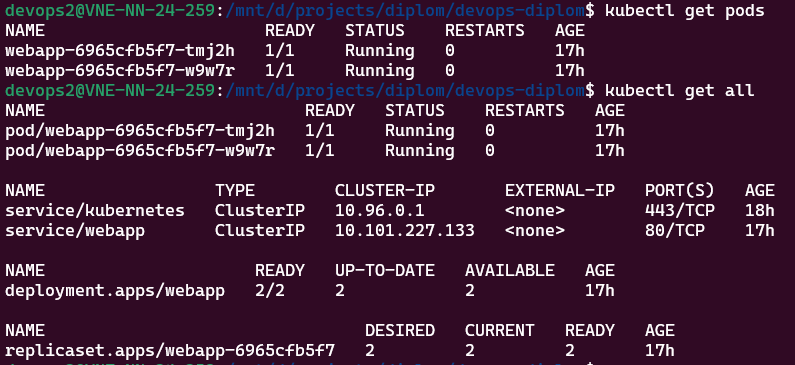 devops2@VNE-NN-24-259:/mnt/d/projects/diplom/devops-diplom$ kubectl get pods
NAME                      READY   STATUS    RESTARTS   AGE
webapp-6965cfb5f7-tmj2h   1/1     Running   0          17h
webapp-6965cfb5f7-w9w7r   1/1     Running   0          17h
devops2@VNE-NN-24-259:/mnt/d/projects/diplom/devops-diplom$ kubectl get all
NAME                          READY   STATUS    RESTARTS   AGE
pod/webapp-6965cfb5f7-tmj2h   1/1     Running   0          17h
pod/webapp-6965cfb5f7-w9w7r   1/1     Running   0          17h
NAME                 TYPE        CLUSTER-IP       EXTERNAL-IP   PORT(S)   AGE
service/kubernetes   ClusterIP   10.96.0.1        <none>        443/TCP   18h
service/webapp       ClusterIP   10.101.227.133   <none>        80/TCP    17h
NAME                     READY   UP-TO-DATE   AVAILABLE   AGE
deployment.apps/webapp   2/2     2            2           17h
NAME                                DESIRED   CURRENT   READY   AGE
replicaset.apps/webapp-6965cfb5f7   2         2         2       17h